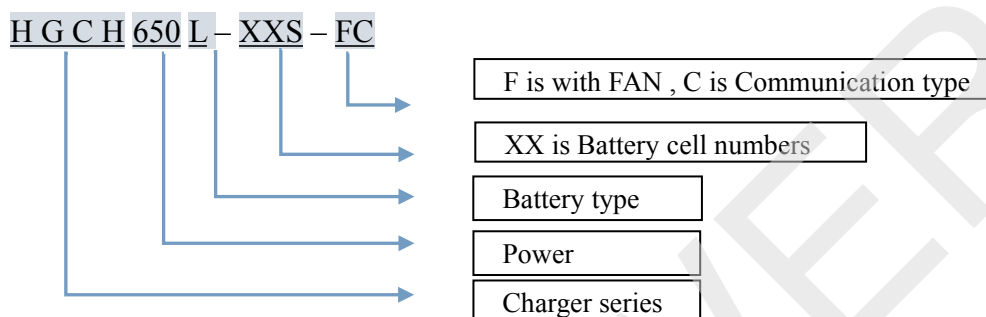 H G C H 650 L – XXS – FC
F is with FAN , C is Communication type
XX is Battery cell numbers
Battery type
Power
Charger series